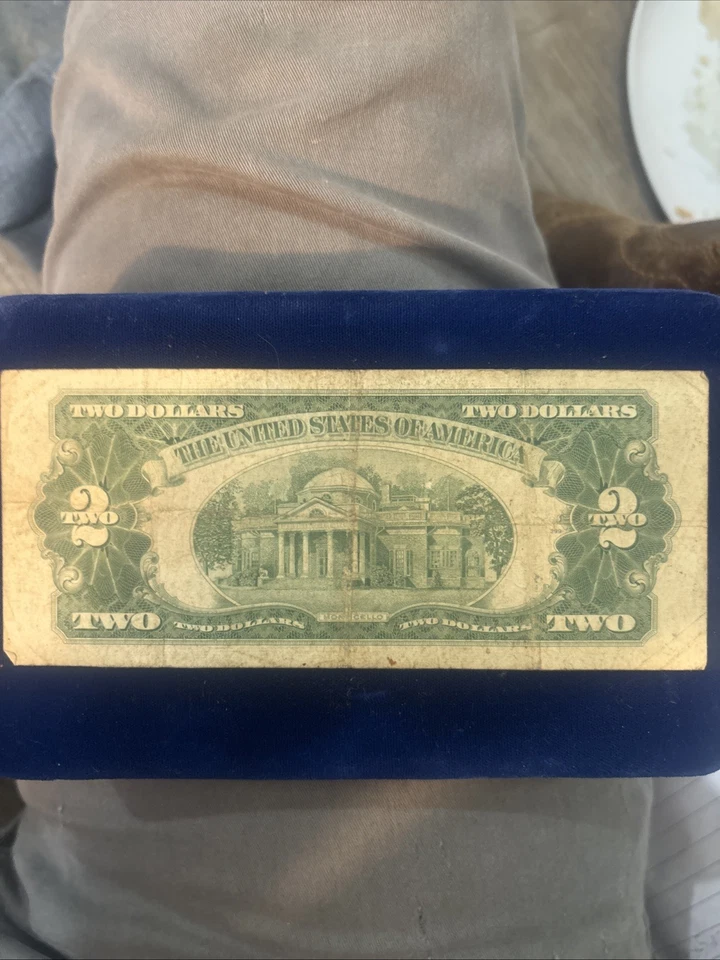 TWO DOLLARS TWO DOLLARS
THE UNITED STATES OF AMERICA
2 2
TWO TWO
MONTICELLO
TWO TWO DOLLARS TWO DOLLARS TWO